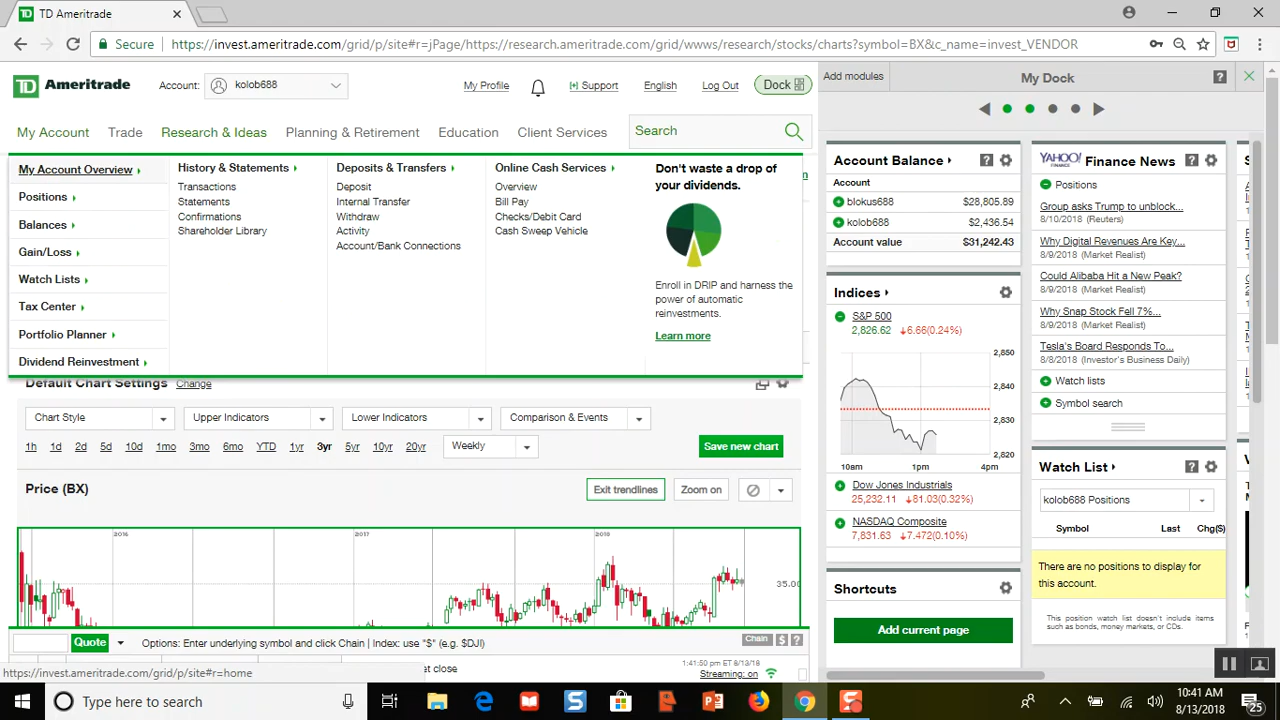 TD Ameritrade
Secure
https://invest.ameritrade.com/grid/p/site#r=jPage/https://research.ameritrade.com/grid/wwws/research/stocks/charts?symbol=BX&c_name=invest_VENDOR
TD Ameritrade
Account:
kolob688
My Profile
Support
English
Log Out
Dock
My Account
Trade
Research & Ideas
Planning & Retirement
Education
Client Services
Search
My Account Overview
Positions
Balances
Gain/Loss
Watch Lists
Tax Center
Portfolio Planner
Dividend Reinvestment
History & Statements
Transactions
Statements
Confirmations
Shareholder Library
Deposits & Transfers
Deposit
Internal Transfer
Withdraw
Activity
Account/Bank Connections
Online Cash Services
Overview
Bill Pay
Checks/Debit Card
Cash Sweep Vehicle
Don't waste a drop of
your dividends.
Enroll in DRIP and harness the
power of automatic
reinvestments.
Learn more
Default Chart Settings
Change
Chart Style
Upper Indicators
Lower Indicators
Comparison & Events
1h 1d 2d 5d 10d 1mo 3mo 6mo YTD 1yr 3yr 5yr 10yr 20yr
Weekly
Save new chart
Price (BX)
Exit trendlines
Zoom on
2016
2017
2018
35.00
Quote
Options: Enter underlying symbol and click Chain | Index: use "$" (e.g. $DJI)
Chain $ ?
et close
1:41:50 pm ET 8/13/18
Streaming: on
https://invest.ameritrade.com/grid/p/site#r=home
Add modules
My Dock
?
Account Balance
?
Account
blokus688 $28,805.89
kolob688 $2,436.54
Account value $31,242.43
Indices
S&P 500
2,826.62 ↓6.66(0.24%)
2,850
2,840
2,830
2,820
10am 1pm 4pm
Dow Jones Industrials
25,232.11 ↓81.03(0.32%)
NASDAQ Composite
7,831.63 ↓7.472(0.10%)
Shortcuts
Add current page
YAHOO!
FINANCE
Finance News
?
Positions
Group asks Trump to unblock...
8/10/2018 (Reuters)
Why Digital Revenues Are Key...
8/9/2018 (Market Realist)
Could Alibaba Hit a New Peak?
8/9/2018 (Market Realist)
Why Snap Stock Fell 7%...
8/9/2018 (Market Realist)
Tesla's Board Responds To...
8/8/2018 (Investor's Business Daily)
Watch lists
Symbol search
Watch List
?
kolob688 Positions
Symbol Last Chg($)
There are no positions to display for
this account.
This position watch list doesn't include items
such as bonds, money markets, or CDs.
Type here to search
10:41 AM
8/13/2018
25